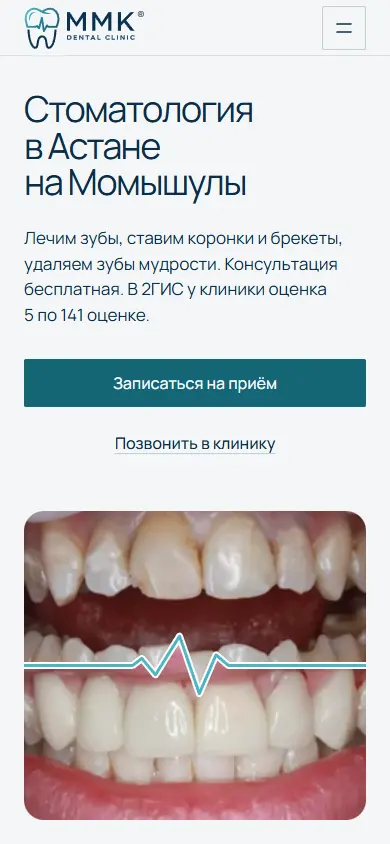 MMK®
DENTAL CLINIC
Стоматология
в Астане
на Момышулы
Лечим зубы, ставим коронки и брекеты,
удаляем зубы мудрости. Консультация
бесплатная. В 2ГИС у клиники оценка
5 по 141 оценке.
Записаться на приём
Позвонить в клинику